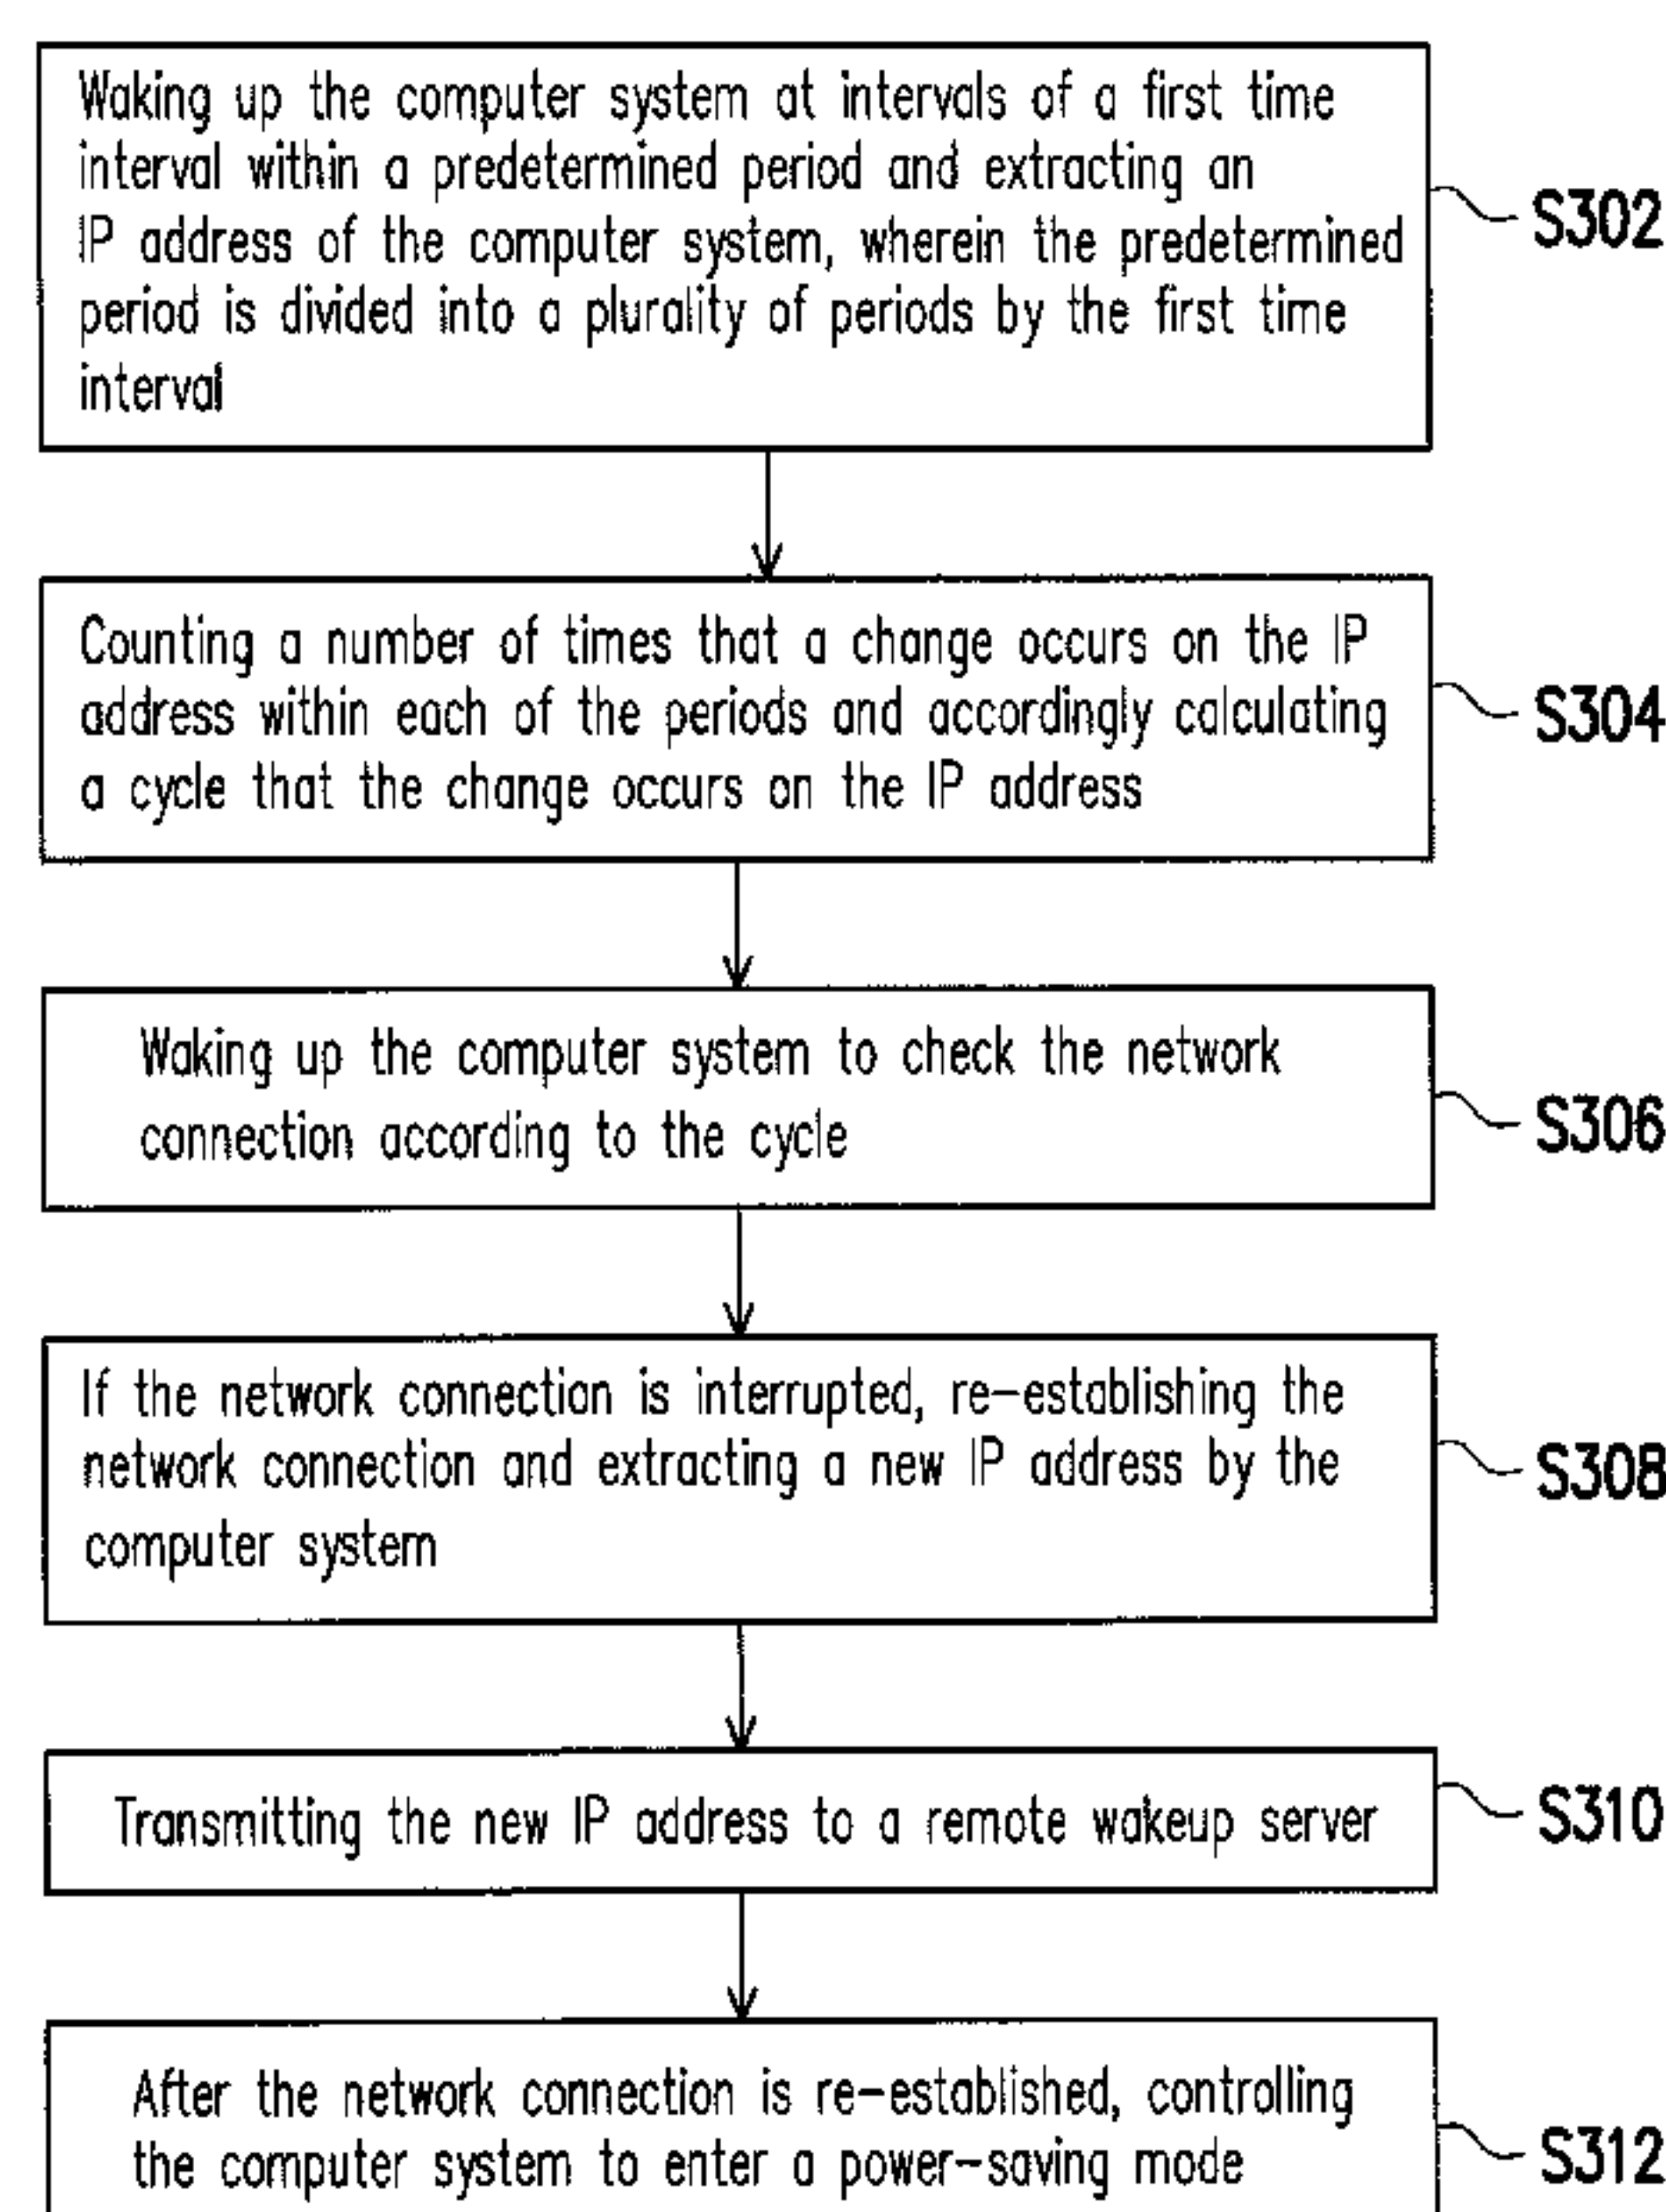 Waking up the computer system at intervals of a first time
interval within a predetermined period and extracting an
IP address of the computer system, wherein the predetermined
period is divided into a plurality of periods by the first time
interval
S302
Counting a number of times that a change occurs on the IP
address within each of the periods and accordingly calculating
a cycle that the change occurs on the IP address
S304
Waking up the computer system to check the network
connection according to the cycle
S306
If the network connection is interrupted, re-establishing the
network connection and extracting a new IP address by the
computer system
S308
Transmitting the new IP address to a remote wakeup server
S310
After the network connection is re-established, controlling
the computer system to enter a power-saving mode
S312